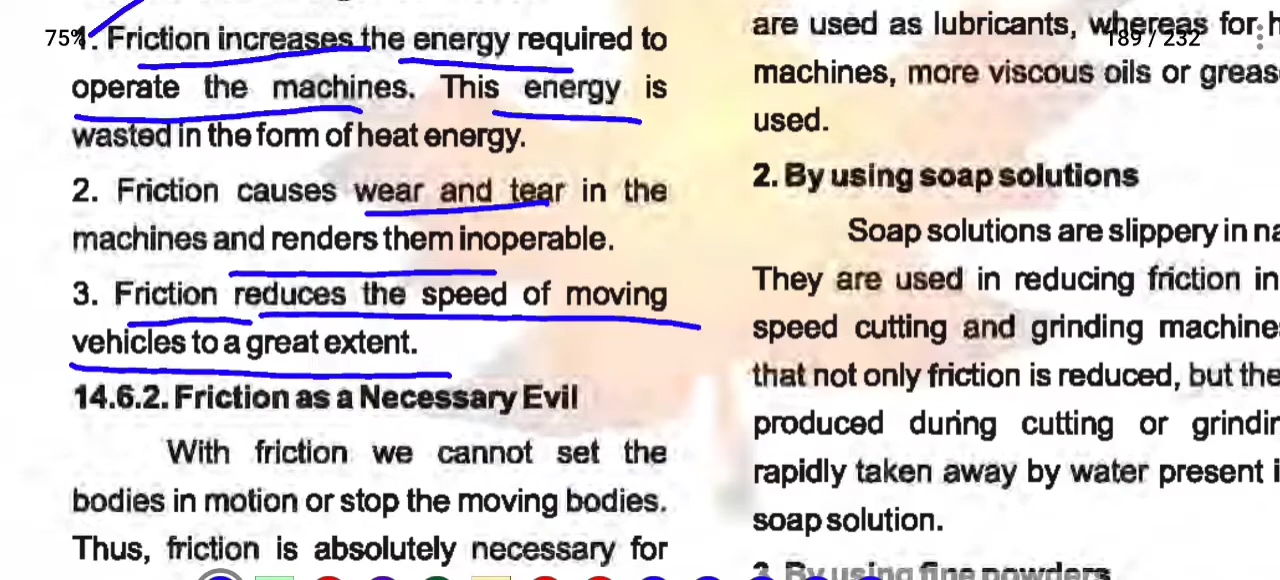 75%
1. Friction increases the energy required to
operate the machines. This energy is
wasted in the form of heat energy.
2. Friction causes wear and tear in the
machines and renders them inoperable.
3. Friction reduces the speed of moving
vehicles to a great extent.
14.6.2. Friction as a Necessary Evil
With friction we cannot set the
bodies in motion or stop the moving bodies.
Thus, friction is absolutely necessary for
189 / 232
are used as lubricants, whereas for
machines, more viscous oils or
used.
2. By using soap solutions
Soap solutions are slippery in
They are used in reducing friction in
speed cutting and grinding
that not only friction is reduced, but the
produced during cutting or
rapidly taken away by water present
soap solution.
3. By using fine powders